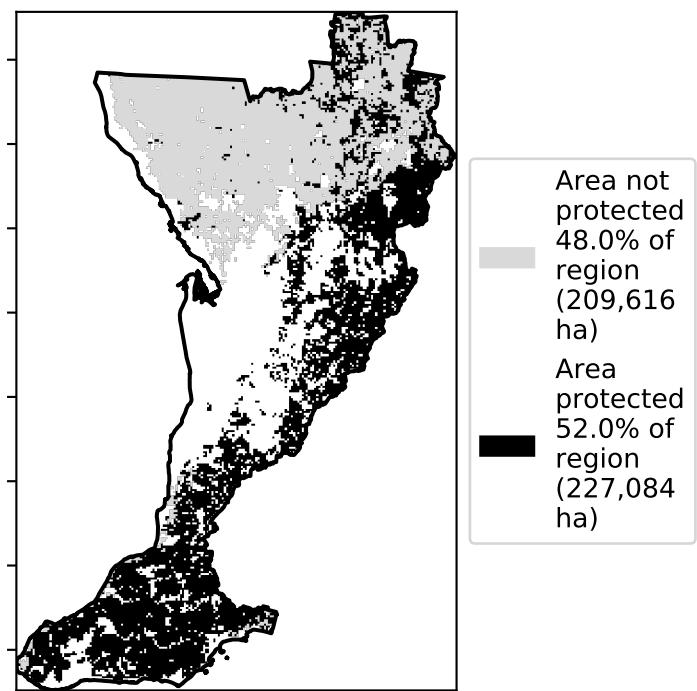 Area not
protected
48.0% of
region
(209,616
ha)
Area
protected
52.0% of
region
(227,084
ha)